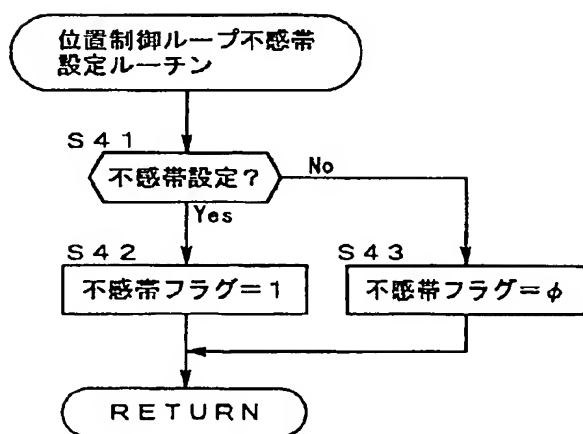 位置制御ループ不感帯
設定ルーチン
S41
不感帯設定？
No
Yes
S42
不感帯フラグ＝1
S43
不感帯フラグ＝φ
RETURN